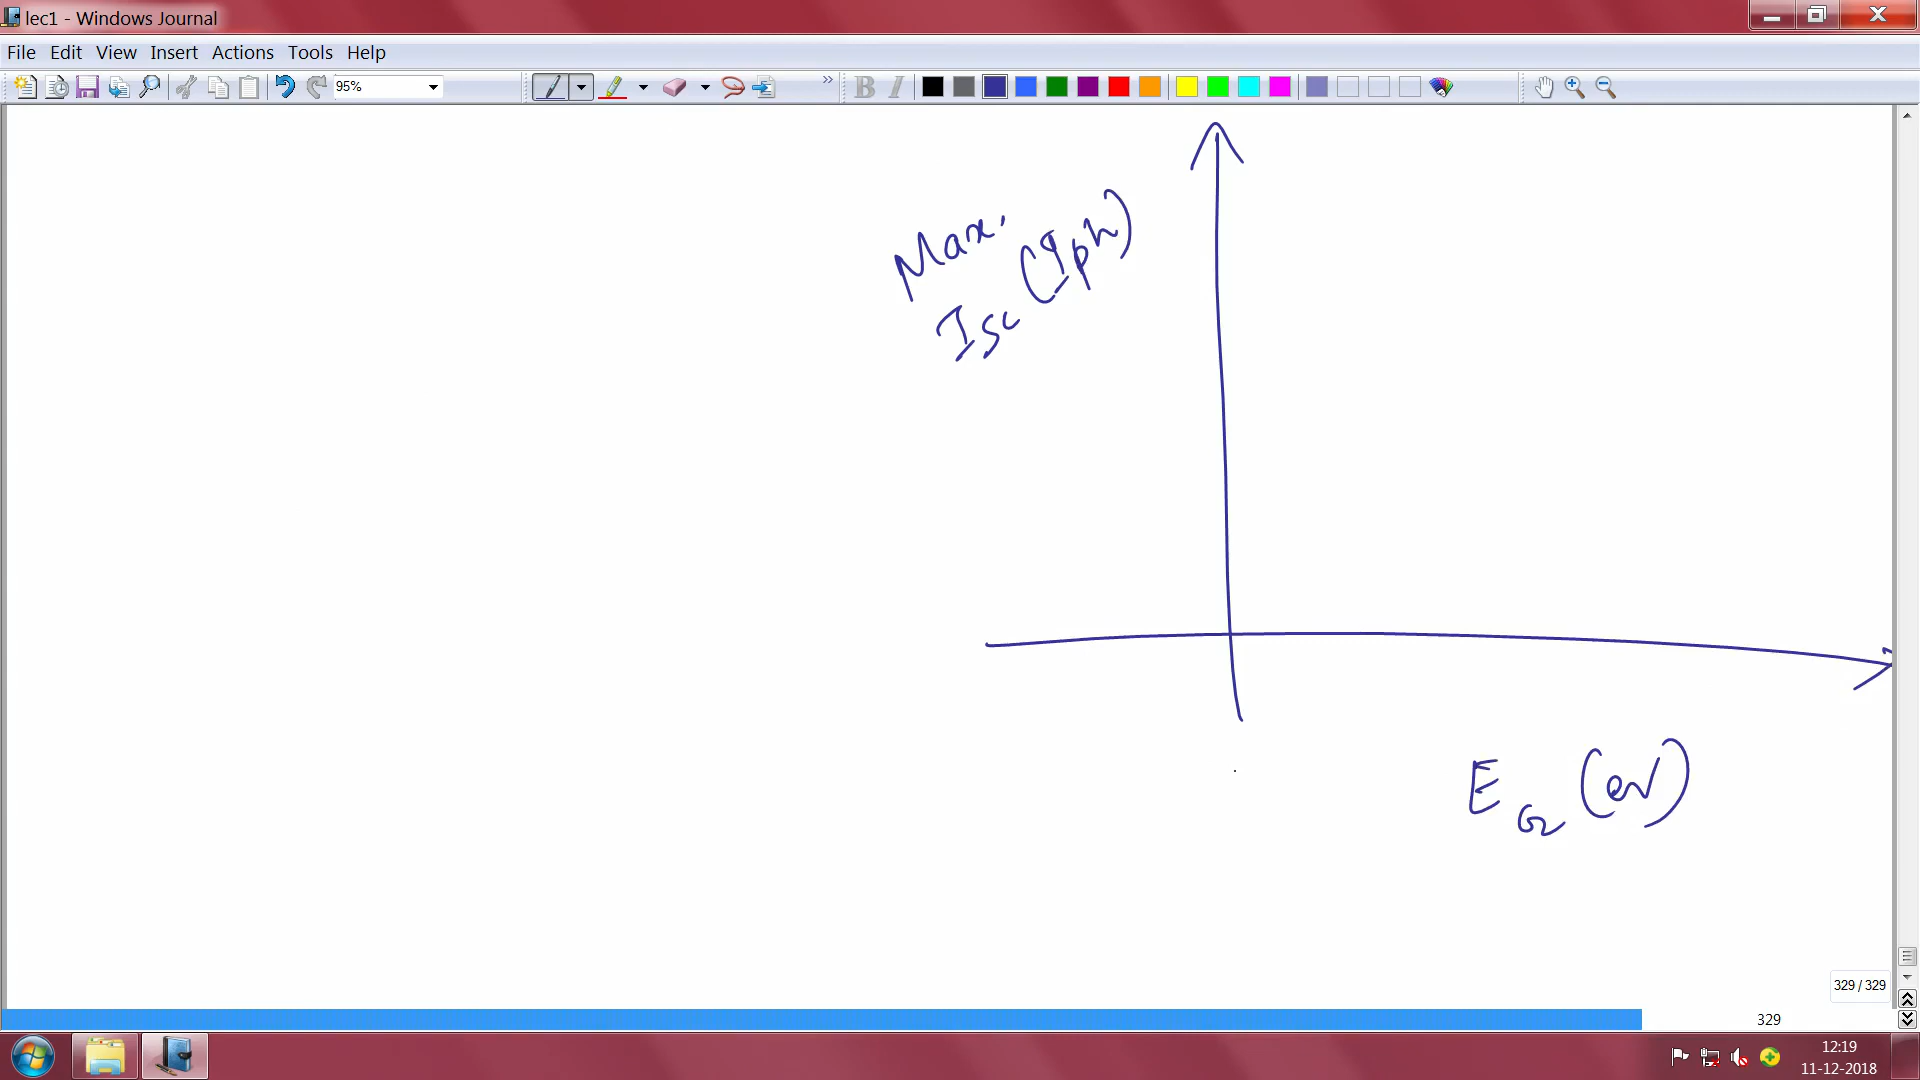 lec1 - Windows Journal
File Edit View Insert Actions Tools Help
95%
B I
Max.
Isc (Iph)
EG (eV)
329 / 329
329
12:19
11-12-2018